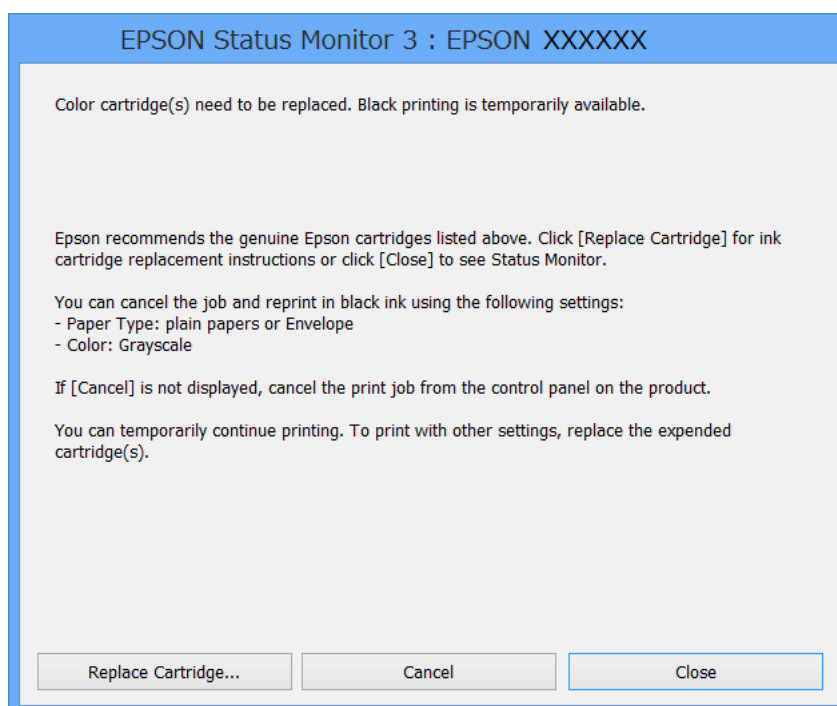 EPSON Status Monitor 3 : EPSON XXXXXX
Color cartridge(s) need to be replaced. Black printing is temporarily available.
Epson recommends the genuine Epson cartridges listed above. Click [Replace Cartridge] for ink
cartridge replacement instructions or click [Close] to see Status Monitor.
You can cancel the job and reprint in black ink using the following settings:
- Paper Type: plain papers or Envelope
- Color: Grayscale
If [Cancel] is not displayed, cancel the print job from the control panel on the product.
You can temporarily continue printing. To print with other settings, replace the expended
cartridge(s).
Replace Cartridge...
Cancel
Close